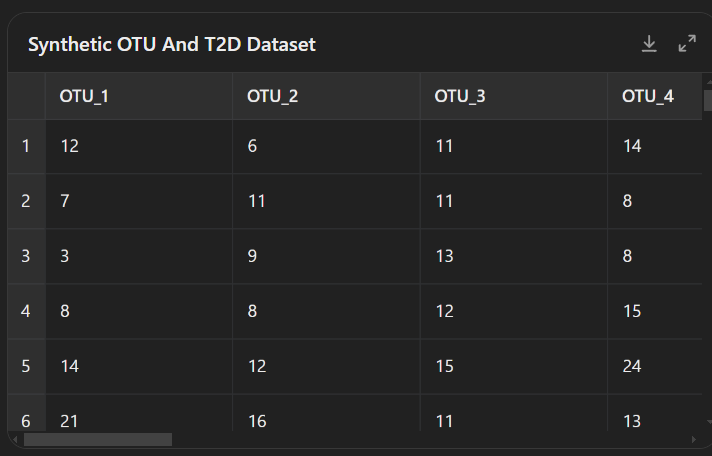 Synthetic OTU And T2D Dataset
OTU_1 OTU_2 OTU_3 OTU_4
1 12 6 11 14
2 7 11 11 8
3 3 9 13 8
4 8 8 12 15
5 14 12 15 24
6 21 16 11 13